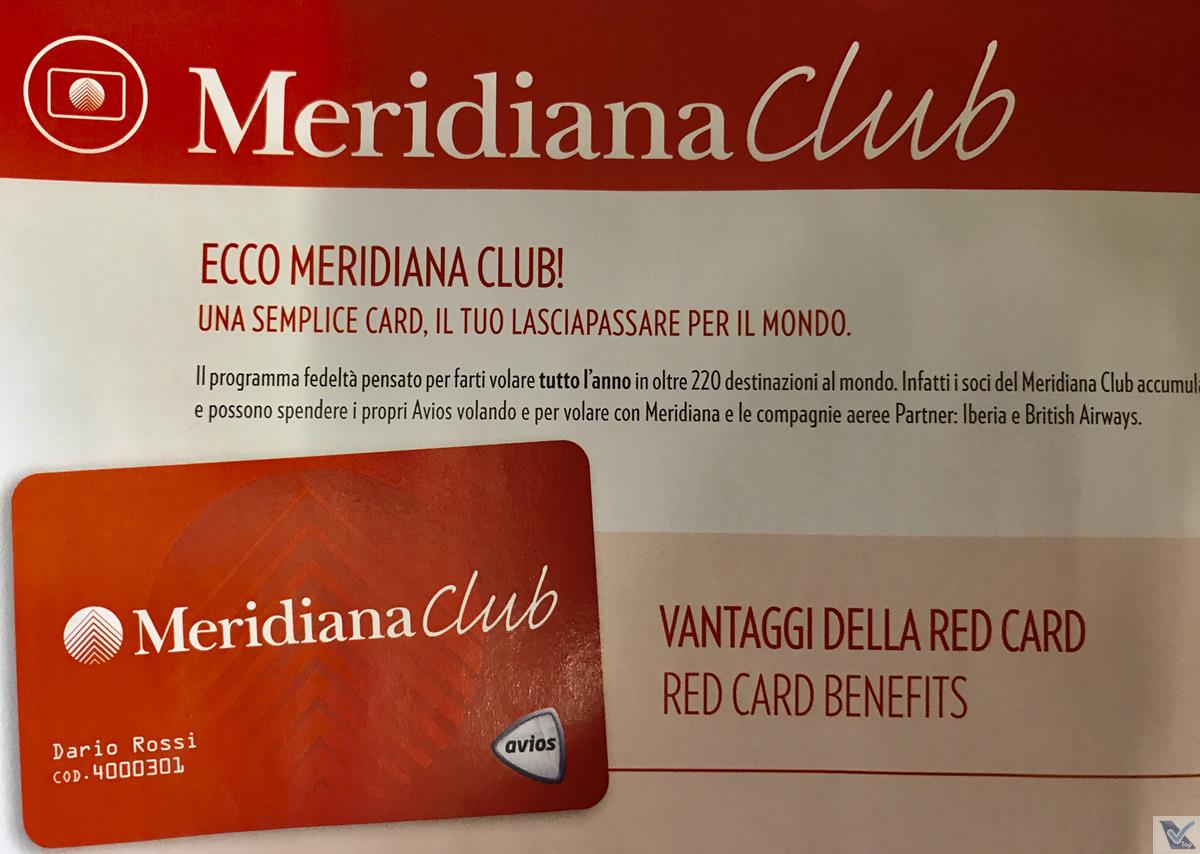 Meridiana Club
ECCO MERIDIANA CLUB!
UNA SEMPLICE CARD, IL TUO LASCIAPASSARE PER IL MONDO.
Il programma fedeltà pensato per farti volare tutto l'anno in oltre 220 destinazioni al mondo. Infatti i soci del Meridiana Club accumula
e possono spendere i propri Avios volando e per volare con Meridiana e le compagnie aeree Partner: Iberia e British Airways.
Meridiana Club
Dario Rossi
COD.4000301
avios
VANTAGGI DELLA RED CARD
RED CARD BENEFITS